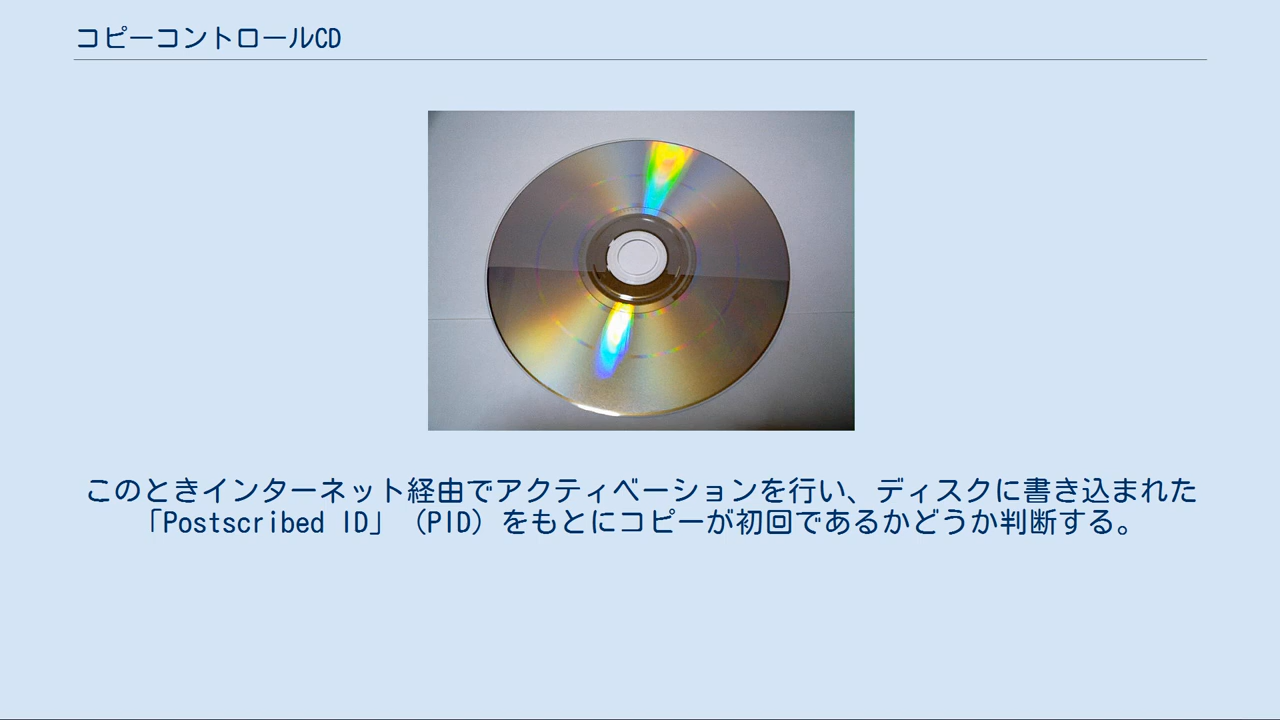 コピーコントロールCD
このときインターネット経由でアクティベーションを行い、ディスクに書き込まれた
「Postscribed ID」（PID）をもとにコピーが初回であるかどうか判断する。